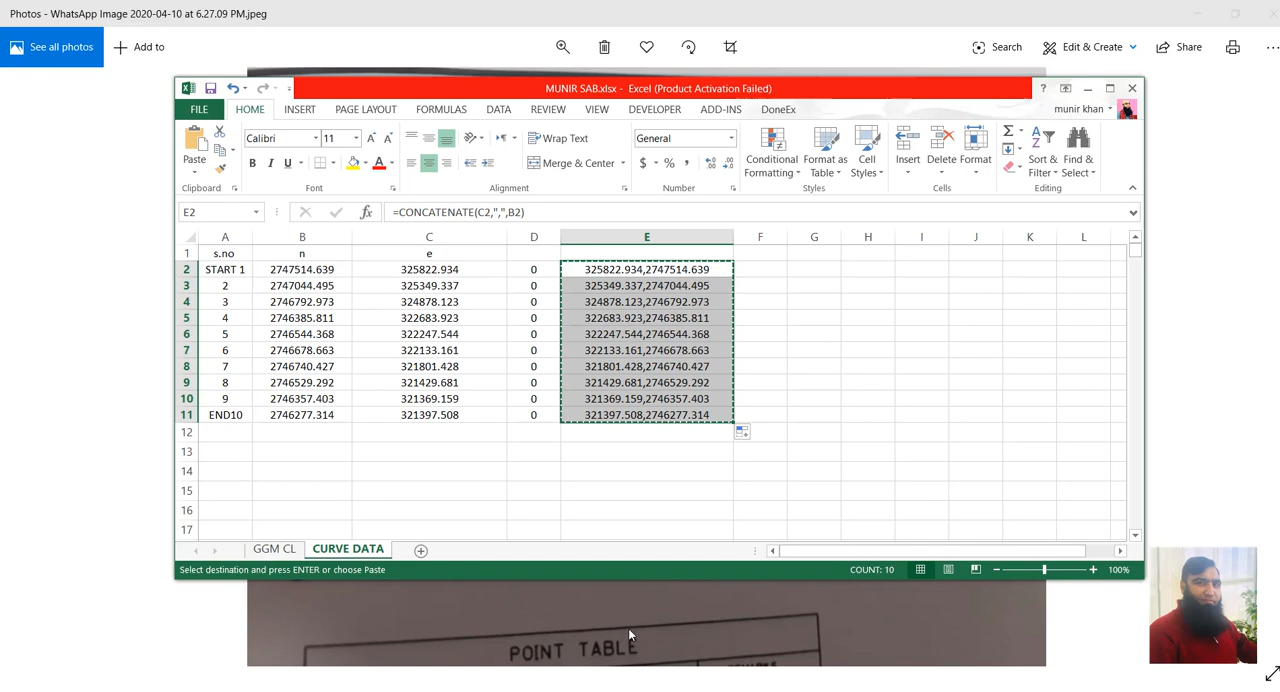 Photos - WhatsApp Image 2020-04-10 at 6.27.09 PM.jpeg
See all photos
Add to
Search
Edit & Create
Share
MUNIR SAB.xlsx - Excel (Product Activation Failed)
FILE HOME INSERT PAGE LAYOUT FORMULAS DATA REVIEW VIEW DEVELOPER ADD-INS DoneEx munir khan
Paste
Calibri 11
B I U
Wrap Text
Merge & Center
General
$ % ,
Conditional Formatting
Format as Table
Cell Styles
Insert
Delete
Format
Sort & Filter
Find & Select
Clipboard Font Alignment Number Styles Cells Editing
E2 fx =CONCATENATE(C2,",",B2)
A B C D E F G H I J K L
1 s.no n e
2 START 1 2747514.639 325822.934 0 325822.934,2747514.639
3 2 2747044.495 325349.337 0 325349.337,2747044.495
4 3 2746792.973 324878.123 0 324878.123,2746792.973
5 4 2746385.811 322683.923 0 322683.923,2746385.811
6 5 2746544.368 322247.544 0 322247.544,2746544.368
7 6 2746678.663 322133.161 0 322133.161,2746678.663
8 7 2746740.427 321801.428 0 321801.428,2746740.427
9 8 2746529.292 321429.681 0 321429.681,2746529.292
10 9 2746357.403 321369.159 0 321369.159,2746357.403
11 END10 2746277.314 321397.508 0 321397.508,2746277.314
12
13
14
15
16
17
GGM CL CURVE DATA
Select destination and press ENTER or choose Paste
COUNT: 10
100%
POINT TABLE